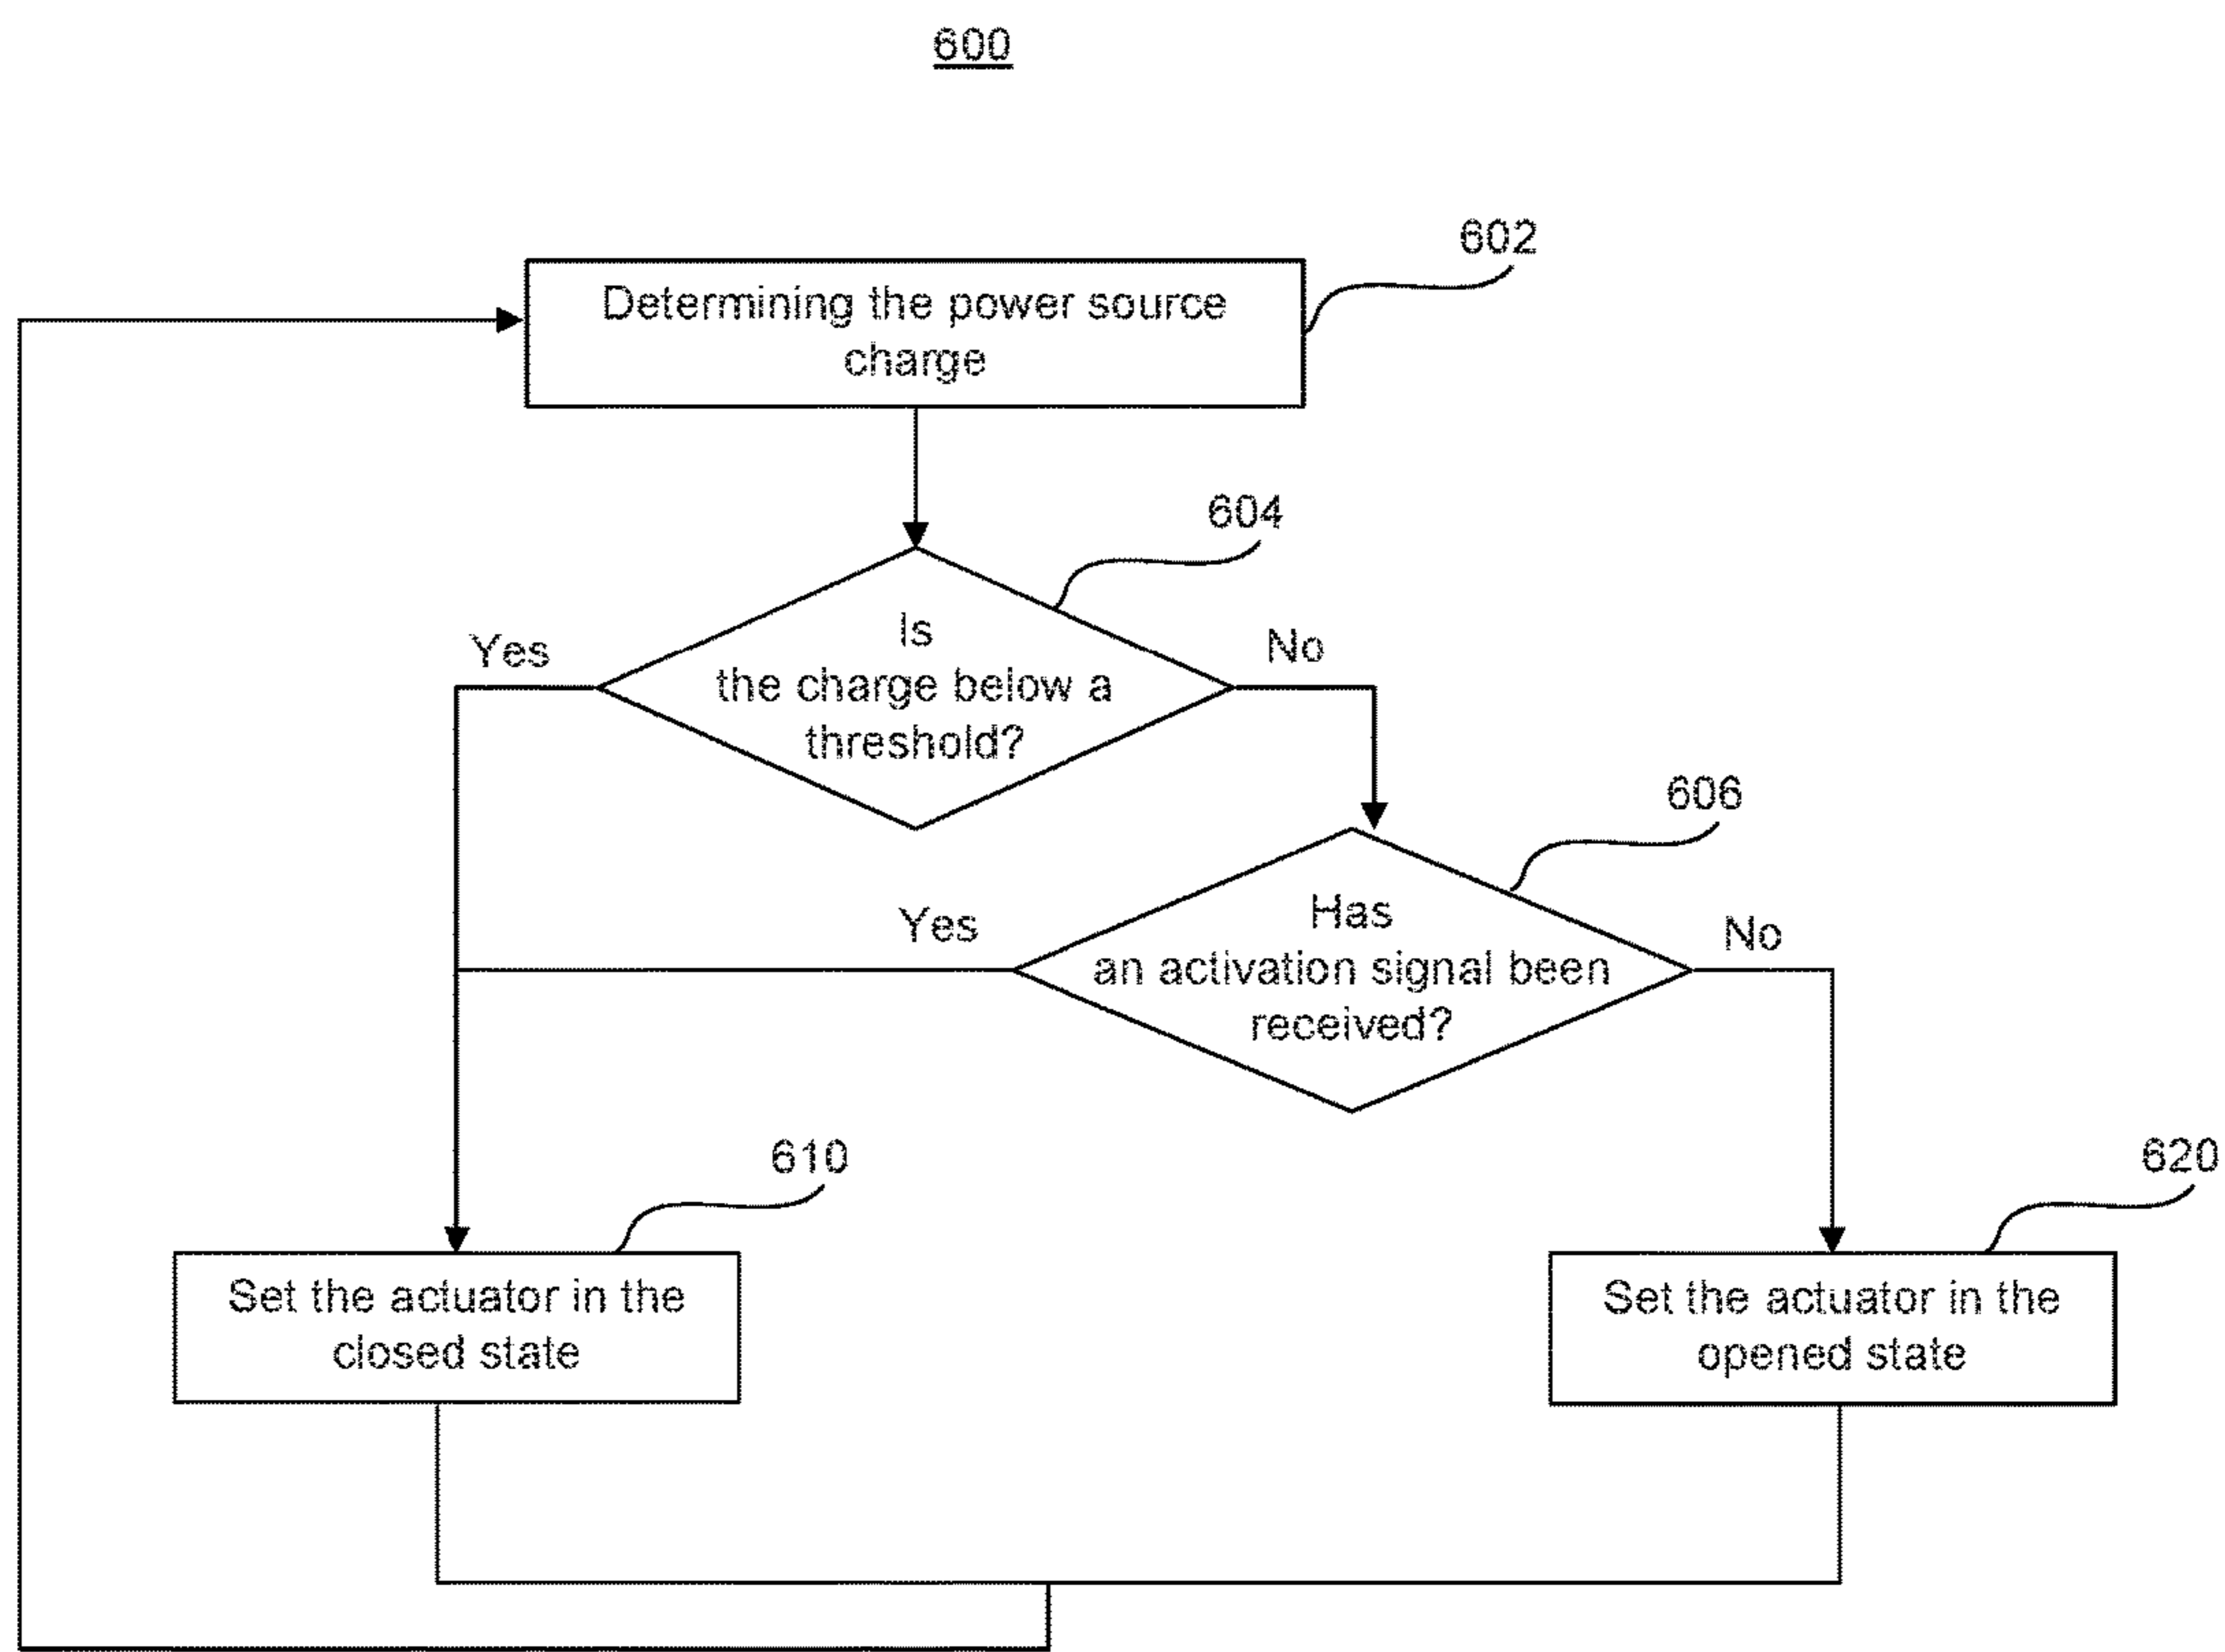 600
602
Determining the power source
charge
604
Is
the charge below a
threshold?
Yes
No
606
Has
an activation signal been
received?
Yes
No
610
Set the actuator in the
closed state
620
Set the actuator in the
opened state